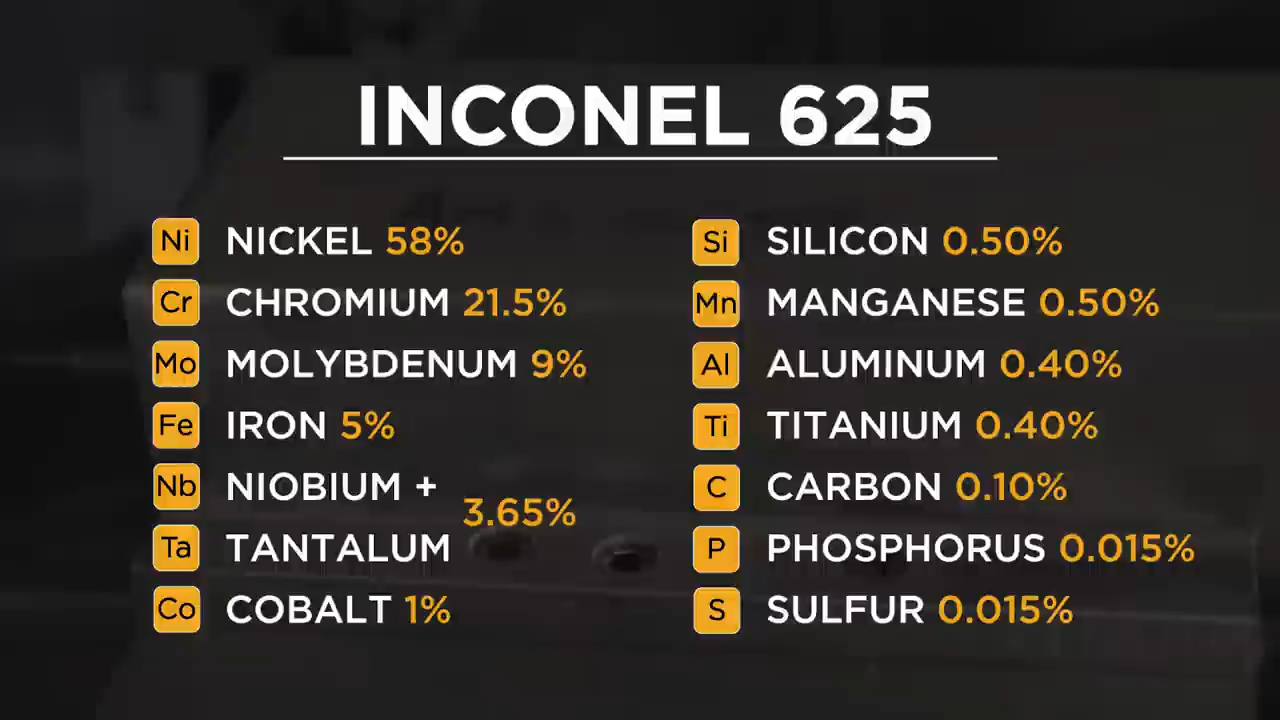 INCONEL 625
Ni NICKEL 58%
Cr CHROMIUM 21.5%
Mo MOLYBDENUM 9%
Fe IRON 5%
Nb NIOBIUM +
3.65%
Ta TANTALUM
Co COBALT 1%
Si SILICON 0.50%
Mn MANGANESE 0.50%
Al ALUMINUM 0.40%
Ti TITANIUM 0.40%
C CARBON 0.10%
P PHOSPHORUS 0.015%
S SULFUR 0.015%